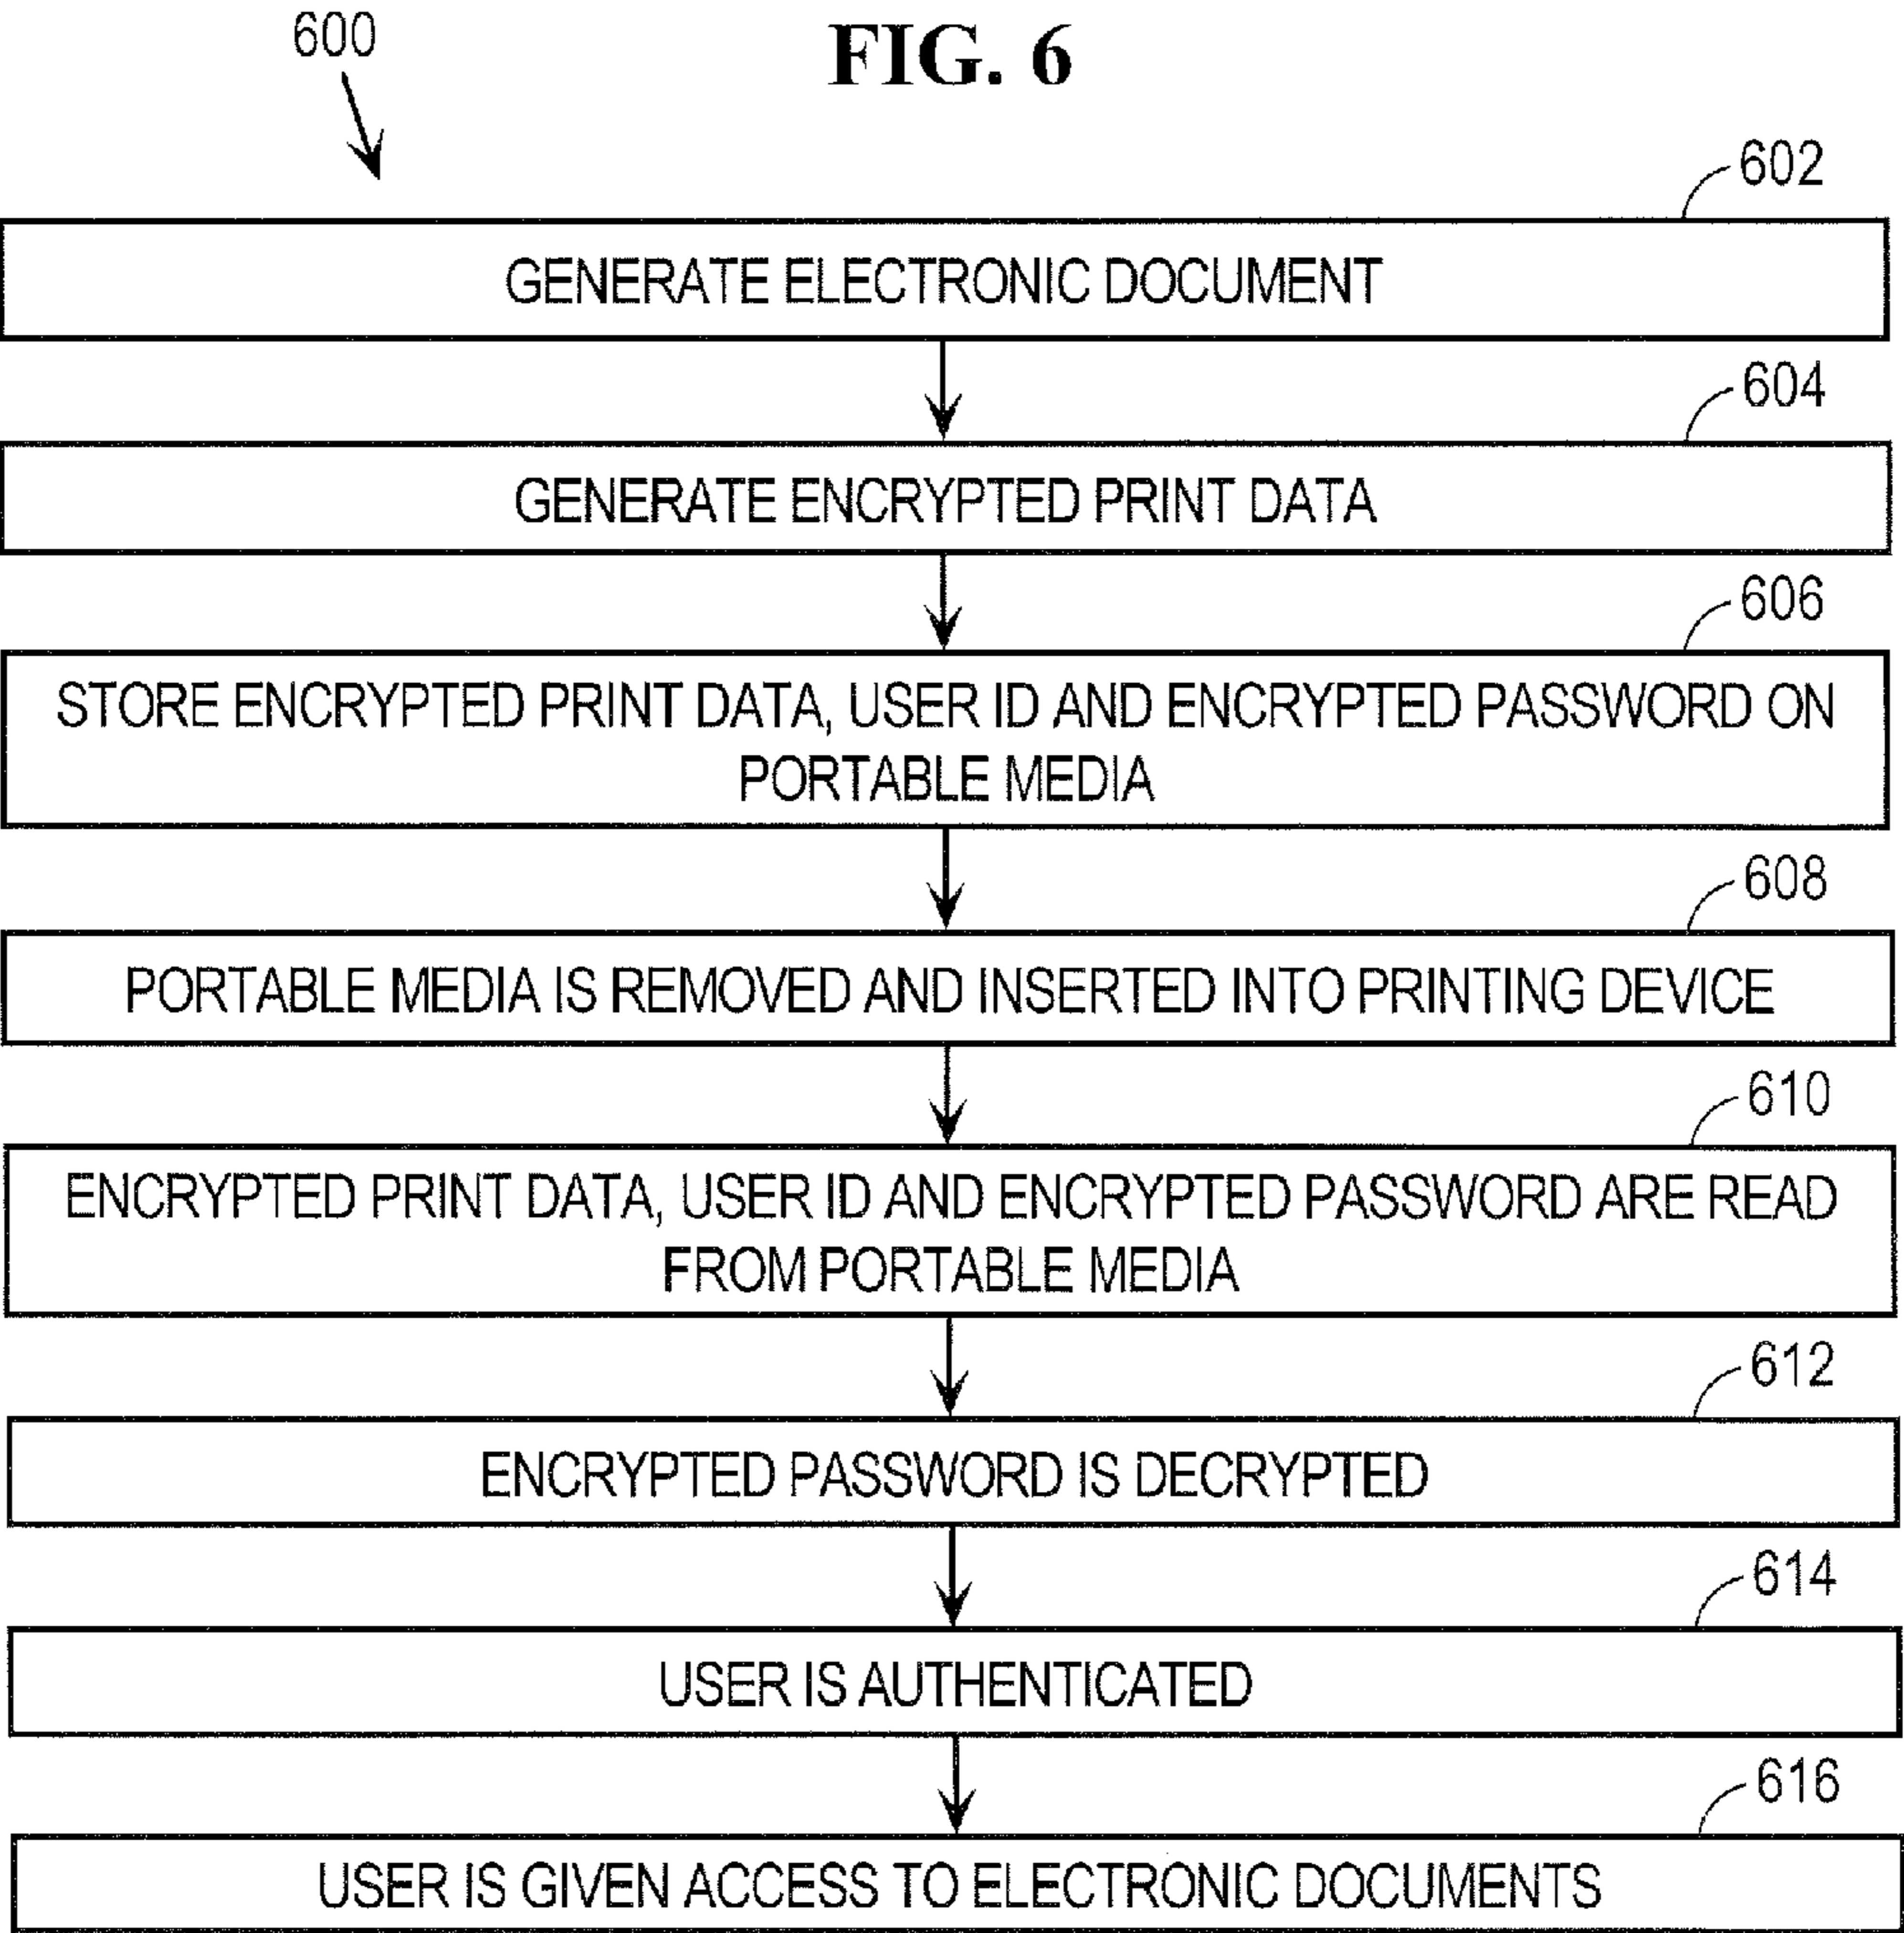 600
FIG. 6
602
GENERATE ELECTRONIC DOCUMENT
604
GENERATE ENCRYPTED PRINT DATA
606
STORE ENCRYPTED PRINT DATA, USER ID AND ENCRYPTED PASSWORD ON
PORTABLE MEDIA
608
PORTABLE MEDIA IS REMOVED AND INSERTED INTO PRINTING DEVICE
610
ENCRYPTED PRINT DATA, USER ID AND ENCRYPTED PASSWORD ARE READ
FROM PORTABLE MEDIA
612
ENCRYPTED PASSWORD IS DECRYPTED
614
USER IS AUTHENTICATED
616
USER IS GIVEN ACCESS TO ELECTRONIC DOCUMENTS